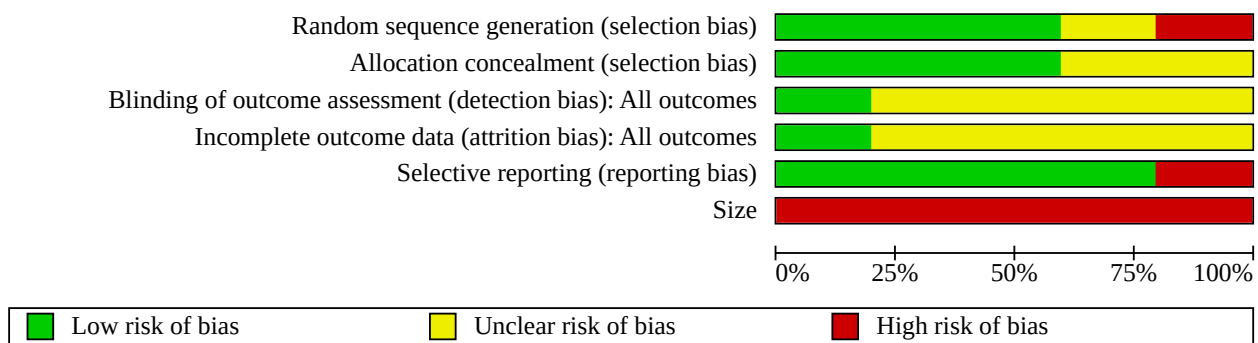 Random sequence generation (selection bias)
Allocation concealment (selection bias)
Blinding of outcome assessment (detection bias): All outcomes
Incomplete outcome data (attrition bias): All outcomes
Selective reporting (reporting bias)
Size
0% 25% 50% 75% 100%
Low risk of bias Unclear risk of bias High risk of bias